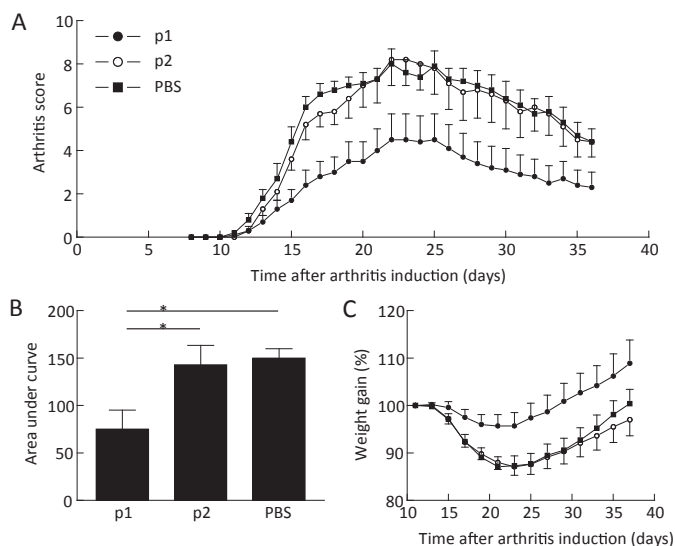 A
p1
p2
PBS
Arthritis score
10
8
6
4
2
0
0 5 10 15 20 25 30 35 40
Time after arthritis induction (days)
B
Area under curve
200
150
100
50
0
*
*
p1 p2 PBS
C
Weight gain (%)
120
110
100
90
80
10 15 20 25 30 35 40
Time after arthritis induction (days)